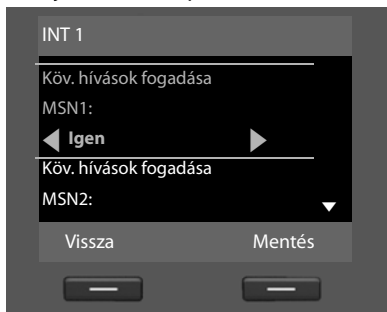 INT 1
Köv. hívások fogadása
MSN1:
Igen
Köv. hívások fogadása
MSN2:
Vissza Mentés